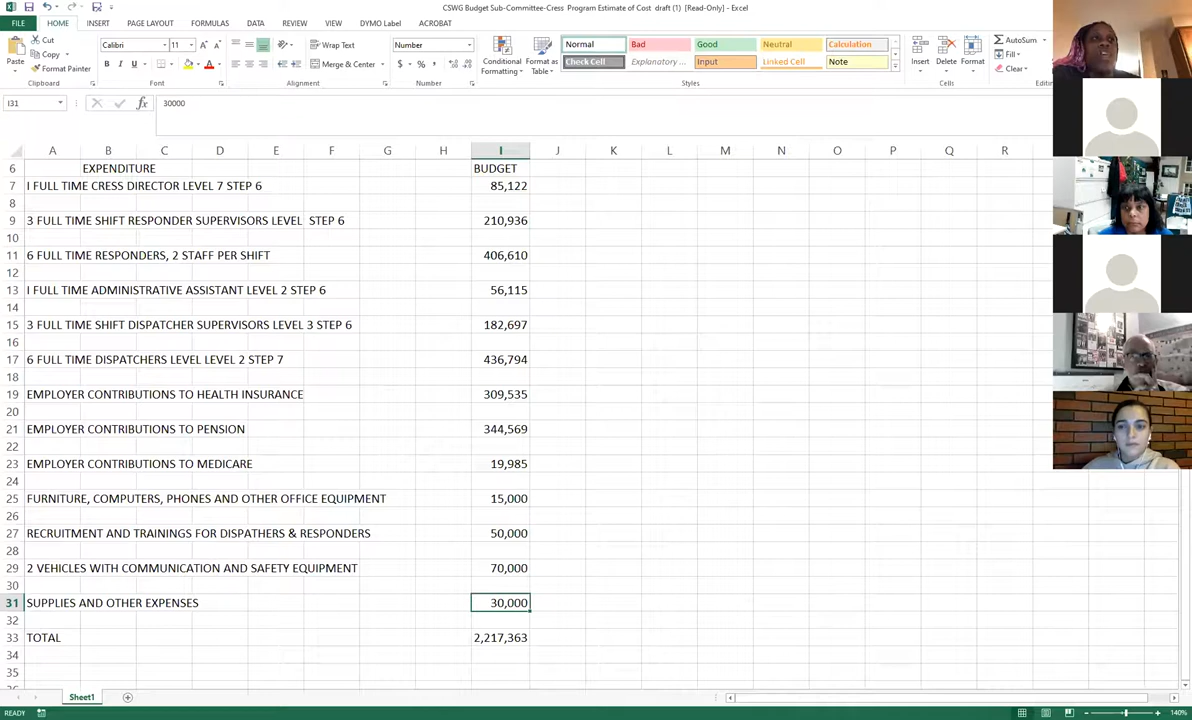 CSWG Budget Sub-Committee-Cress Program Estimate of Cost draft (1) [Read-Only] - Excel
FILE HOME INSERT PAGE LAYOUT FORMULAS DATA REVIEW VIEW DYMO Label ACROBAT
Paste Cut Copy Format Painter
Calibri 11 B I U A
Wrap Text Merge & Center
Number $ % ,
Conditional Formatting Format as Table
Normal Bad Good Neutral Calculation
Check Cell Explanatory ... Input Linked Cell Note
Insert Delete Format
AutoSum Fill Clear
Clipboard Font Alignment Number Styles Cells
I31 fx 30000
A B C D E F G H I J K L M N O P Q R
6 EXPENDITURE BUDGET
7 I FULL TIME CRESS DIRECTOR LEVEL 7 STEP 6 85,122
8
9 3 FULL TIME SHIFT RESPONDER SUPERVISORS LEVEL STEP 6 210,936
10
11 6 FULL TIME RESPONDERS, 2 STAFF PER SHIFT 406,610
12
13 I FULL TIME ADMINISTRATIVE ASSISTANT LEVEL 2 STEP 6 56,115
14
15 3 FULL TIME SHIFT DISPATCHER SUPERVISORS LEVEL 3 STEP 6 182,697
16
17 6 FULL TIME DISPATCHERS LEVEL LEVEL 2 STEP 7 436,794
18
19 EMPLOYER CONTRIBUTIONS TO HEALTH INSURANCE 309,535
20
21 EMPLOYER CONTRIBUTIONS TO PENSION 344,569
22
23 EMPLOYER CONTRIBUTIONS TO MEDICARE 19,985
24
25 FURNITURE, COMPUTERS, PHONES AND OTHER OFFICE EQUIPMENT 15,000
26
27 RECRUITMENT AND TRAININGS FOR DISPATHERS & RESPONDERS 50,000
28
29 2 VEHICLES WITH COMMUNICATION AND SAFETY EQUIPMENT 70,000
30
31 SUPPLIES AND OTHER EXPENSES 30,000
32
33 TOTAL 2,217,363
34
35
Sheet1
READY 140%